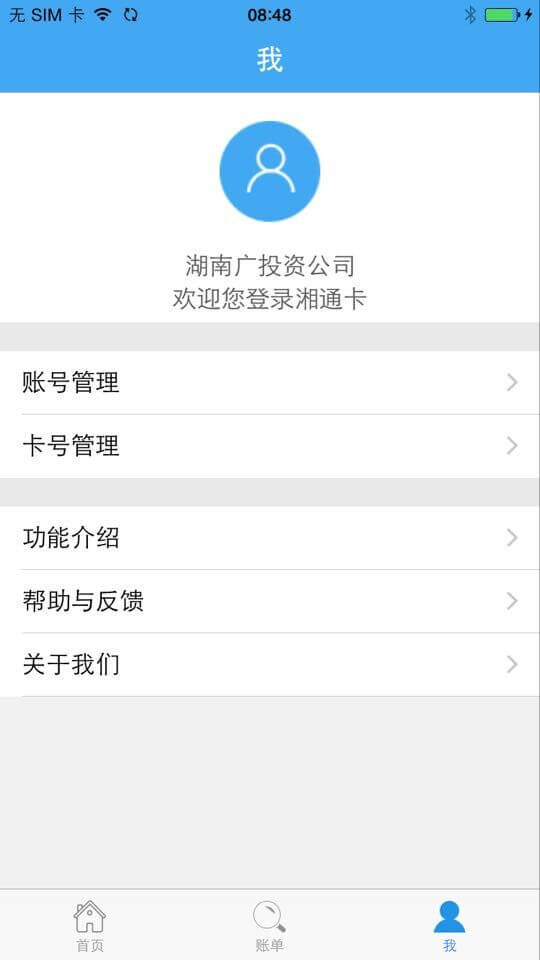 无 SIM 卡 08:48
我
湖南广投资公司
欢迎您登录湘通卡
账号管理
卡号管理
功能介绍
帮助与反馈
关于我们
首页 账单 我